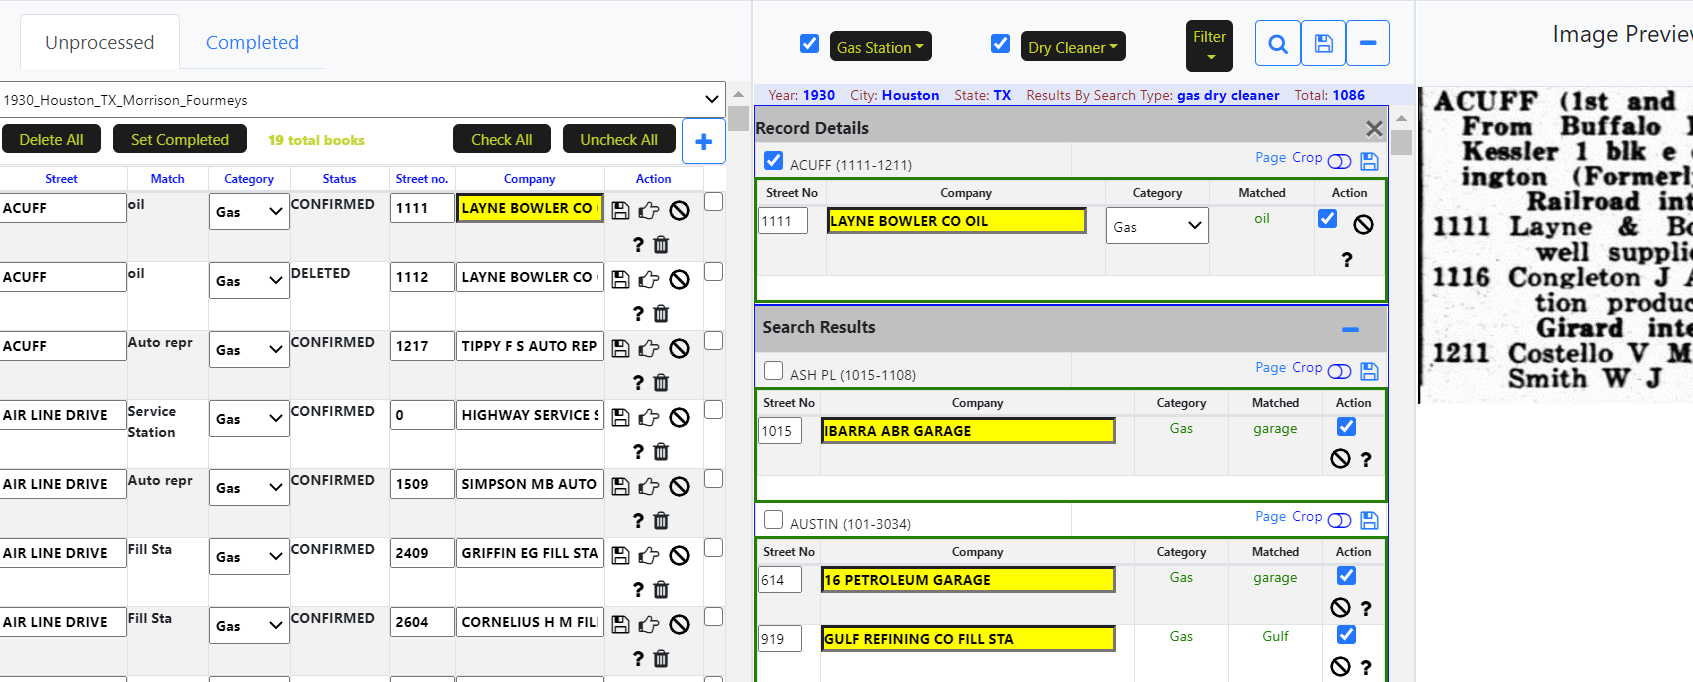 Unprocessed
Completed
1930_Houston_TX_Morrison_Fourmeys
Delete All
Set Completed
19 total books
Check All
Uncheck All
Street Match Category Status Street no. Company Action
ACUFF oil Gas CONFIRMED 1111 LAYNE BOWLER CO
?
ACUFF oil Gas DELETED 1112 LAYNE BOWLER CO
?
ACUFF Auto repr Gas CONFIRMED 1217 TIPPY F S AUTO REP
?
AIR LINE DRIVE Service Station Gas CONFIRMED 0 HIGHWAY SERVICE S
?
AIR LINE DRIVE Auto repr Gas CONFIRMED 1509 SIMPSON MB AUTO
?
AIR LINE DRIVE Fill Sta Gas CONFIRMED 2409 GRIFFIN EG FILL STA
?
AIR LINE DRIVE Fill Sta Gas CONFIRMED 2604 CORNELIUS H M FIL
?
Gas Station
Dry Cleaner
Filter
Year: 1930 City: Houston State: TX Results By Search Type: gas dry cleaner Total: 1086
Record Details
ACUFF (1111-1211) Page Crop
Street No Company Category Matched Action
1111 LAYNE BOWLER CO OIL Gas oil
?
Search Results
ASH PL (1015-1108) Page Crop
Street No Company Category Matched Action
1015 IBARRA ABR GARAGE Gas garage
?
AUSTIN (101-3034) Page Crop
Street No Company Category Matched Action
614 16 PETROLEUM GARAGE Gas garage
?
919 GULF REFINING CO FILL STA Gas Gulf
?
Image Preview
ACUFF (1st and
From Buffalo
Kessler 1 blk e
ington (Formerly
Railroad int
1111 Layne & Bo
well supplie
1116 Congleton J A
tion produc
Girard inte
1211 Costello V M
Smith W J